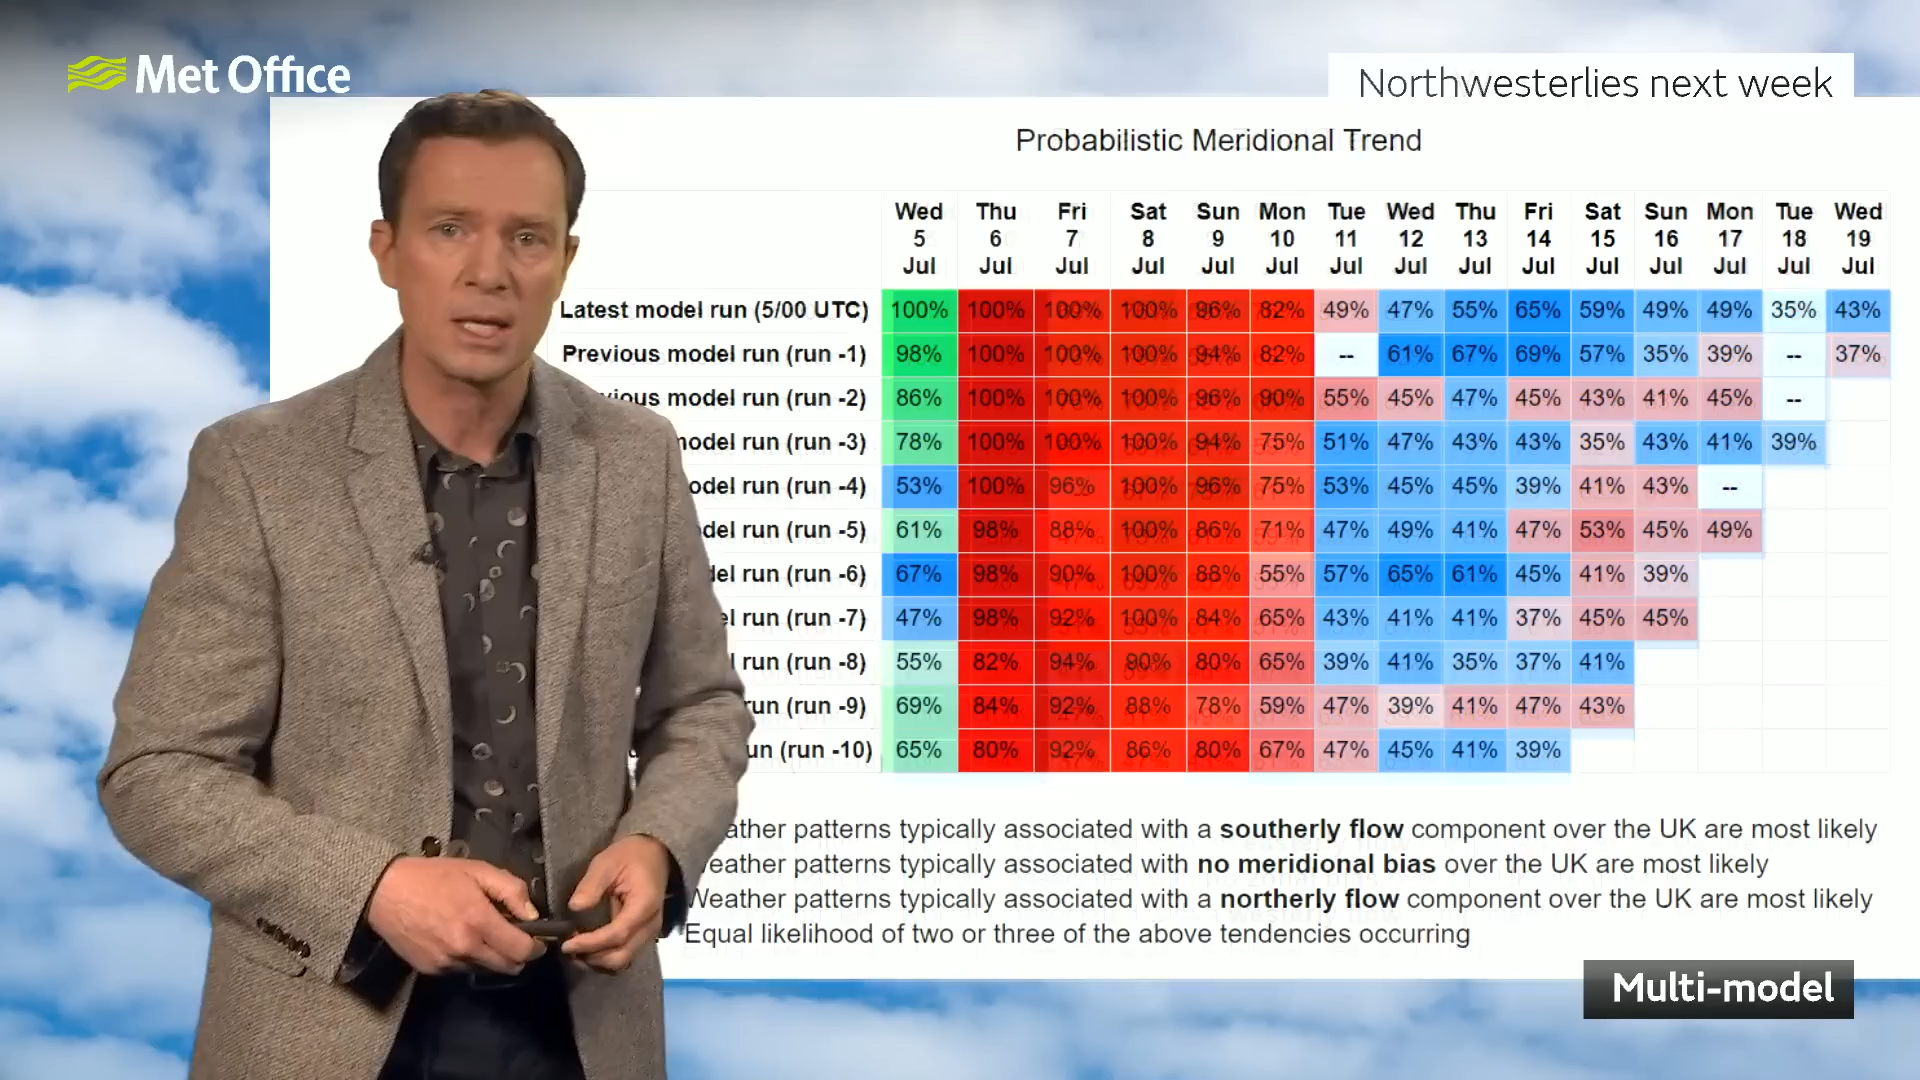 Met Office
Northwesterlies next week
Probabilistic Meridional Trend
Wed Thu Fri Sat Sun Mon Tue Wed Thu Fri Sat Sun Mon Tue Wed
5 6 7 8 9 10 11 12 13 14 15 16 17 18 19
Jul Jul Jul Jul Jul Jul Jul Jul Jul Jul Jul Jul Jul Jul Jul
Latest model run (5/00 UTC) 100% 100% 100% 100% 96% 82% 49% 47% 55% 65% 59% 49% 49% 35% 43%
Previous model run (run -1) 98% 100% 100% 100% 94% 82% -- 61% 67% 69% 57% 35% 39% -- 37%
model run (run -2) 86% 100% 100% 100% 96% 90% 55% 45% 47% 45% 43% 41% 45% --
model run (run -3) 78% 100% 100% 100% 94% 75% 51% 47% 43% 43% 35% 43% 41% 39%
run (run -4) 53% 100% 96% 100% 96% 75% 53% 45% 45% 39% 41% 43% --
run (run -5) 61% 98% 88% 100% 86% 71% 47% 49% 41% 47% 53% 45% 49%
run (run -6) 67% 98% 90% 100% 88% 55% 57% 65% 61% 45% 41% 39%
run (run -7) 47% 98% 92% 100% 84% 65% 43% 41% 41% 37% 45% 45%
run (run -8) 55% 82% 94% 90% 80% 65% 39% 41% 35% 37% 41%
run (run -9) 69% 84% 92% 88% 78% 59% 47% 39% 41% 47% 43%
(run -10) 65% 80% 92% 86% 80% 67% 47% 45% 41% 39%
patterns typically associated with a southerly flow component over the UK are most likely
Weather patterns typically associated with no meridional bias over the UK are most likely
Weather patterns typically associated with a northerly flow component over the UK are most likely
Equal likelihood of two or three of the above tendencies occurring
Multi-model